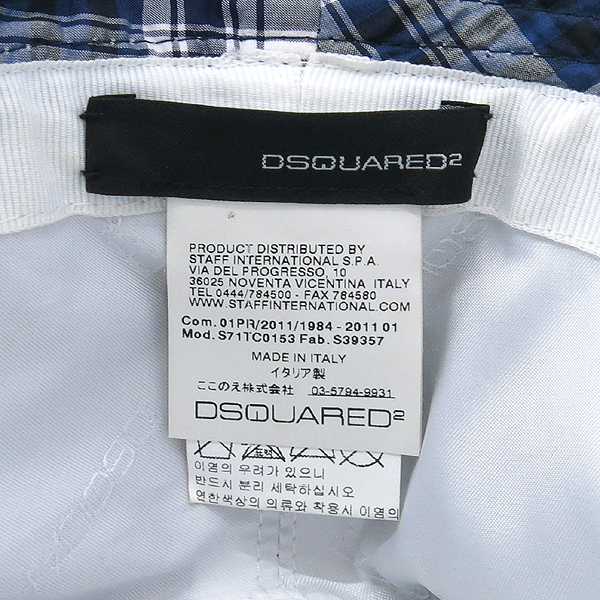 DSQUARED²
PRODUCT DISTRIBUTED BY
STAFF INTERNATIONAL S.P.A.
VIA DEL PROGRESSO, 10
36025 NOVENTA VICENTINA ITALY
TEL 0444/784500 - FAX 784580
WWW.STAFFINTERNATIONAL.COM
Com. 01PR/2011/1984 - 2011 01
Mod. S71TC0153 Fab. S39357
MADE IN ITALY
イタリア製
ここのえ株式会社 03-5794-9931
DSQUARED²
이염의 우려가 있으니
반드시 분리 세탁하십시오
연한색상의 의류와 착용시 이염의